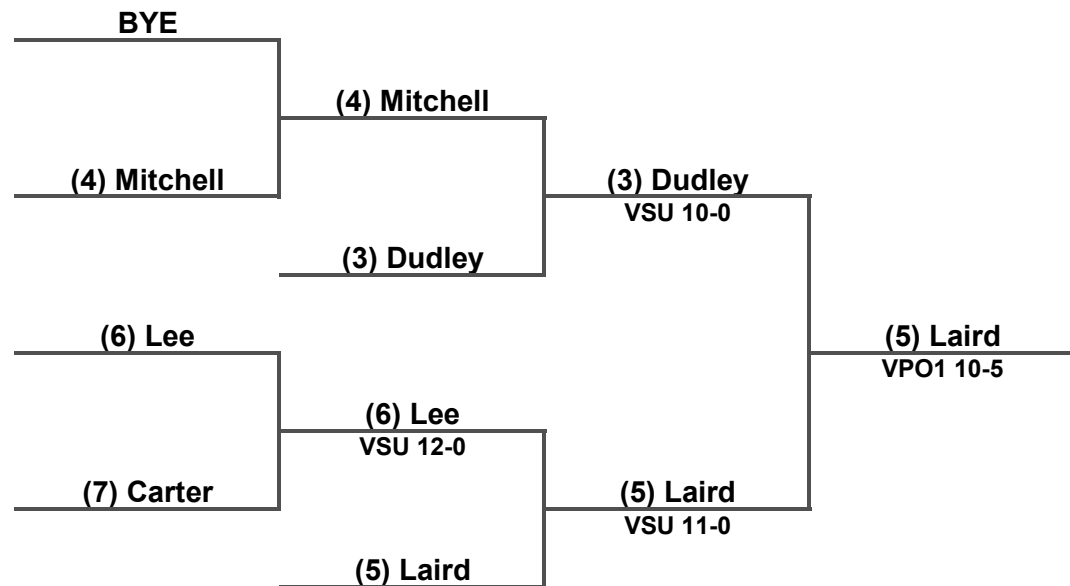 BYE
(4) Mitchell
(4) Mitchell
(3) Dudley
VSU 10-0
(3) Dudley
(6) Lee
(5) Laird
VPO1 10-5
(6) Lee
VSU 12-0
(7) Carter
(5) Laird
VSU 11-0
(5) Laird